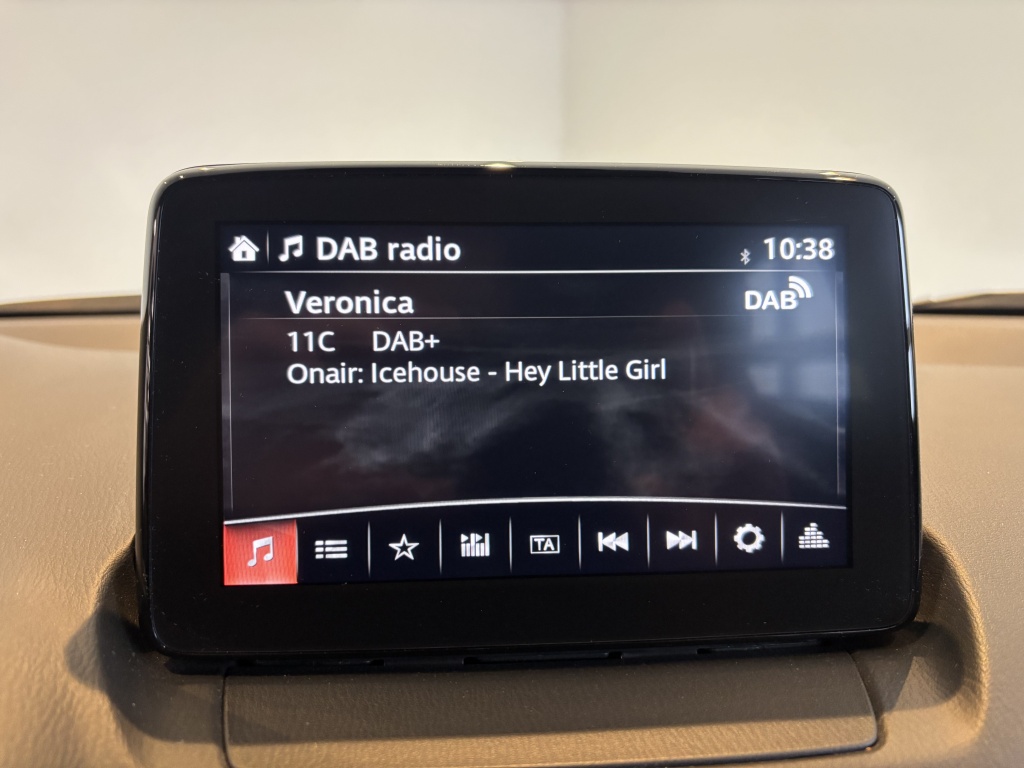 DAB radio 10:38
Veronica DAB
11C DAB+
Onair: Icehouse - Hey Little Girl
TA